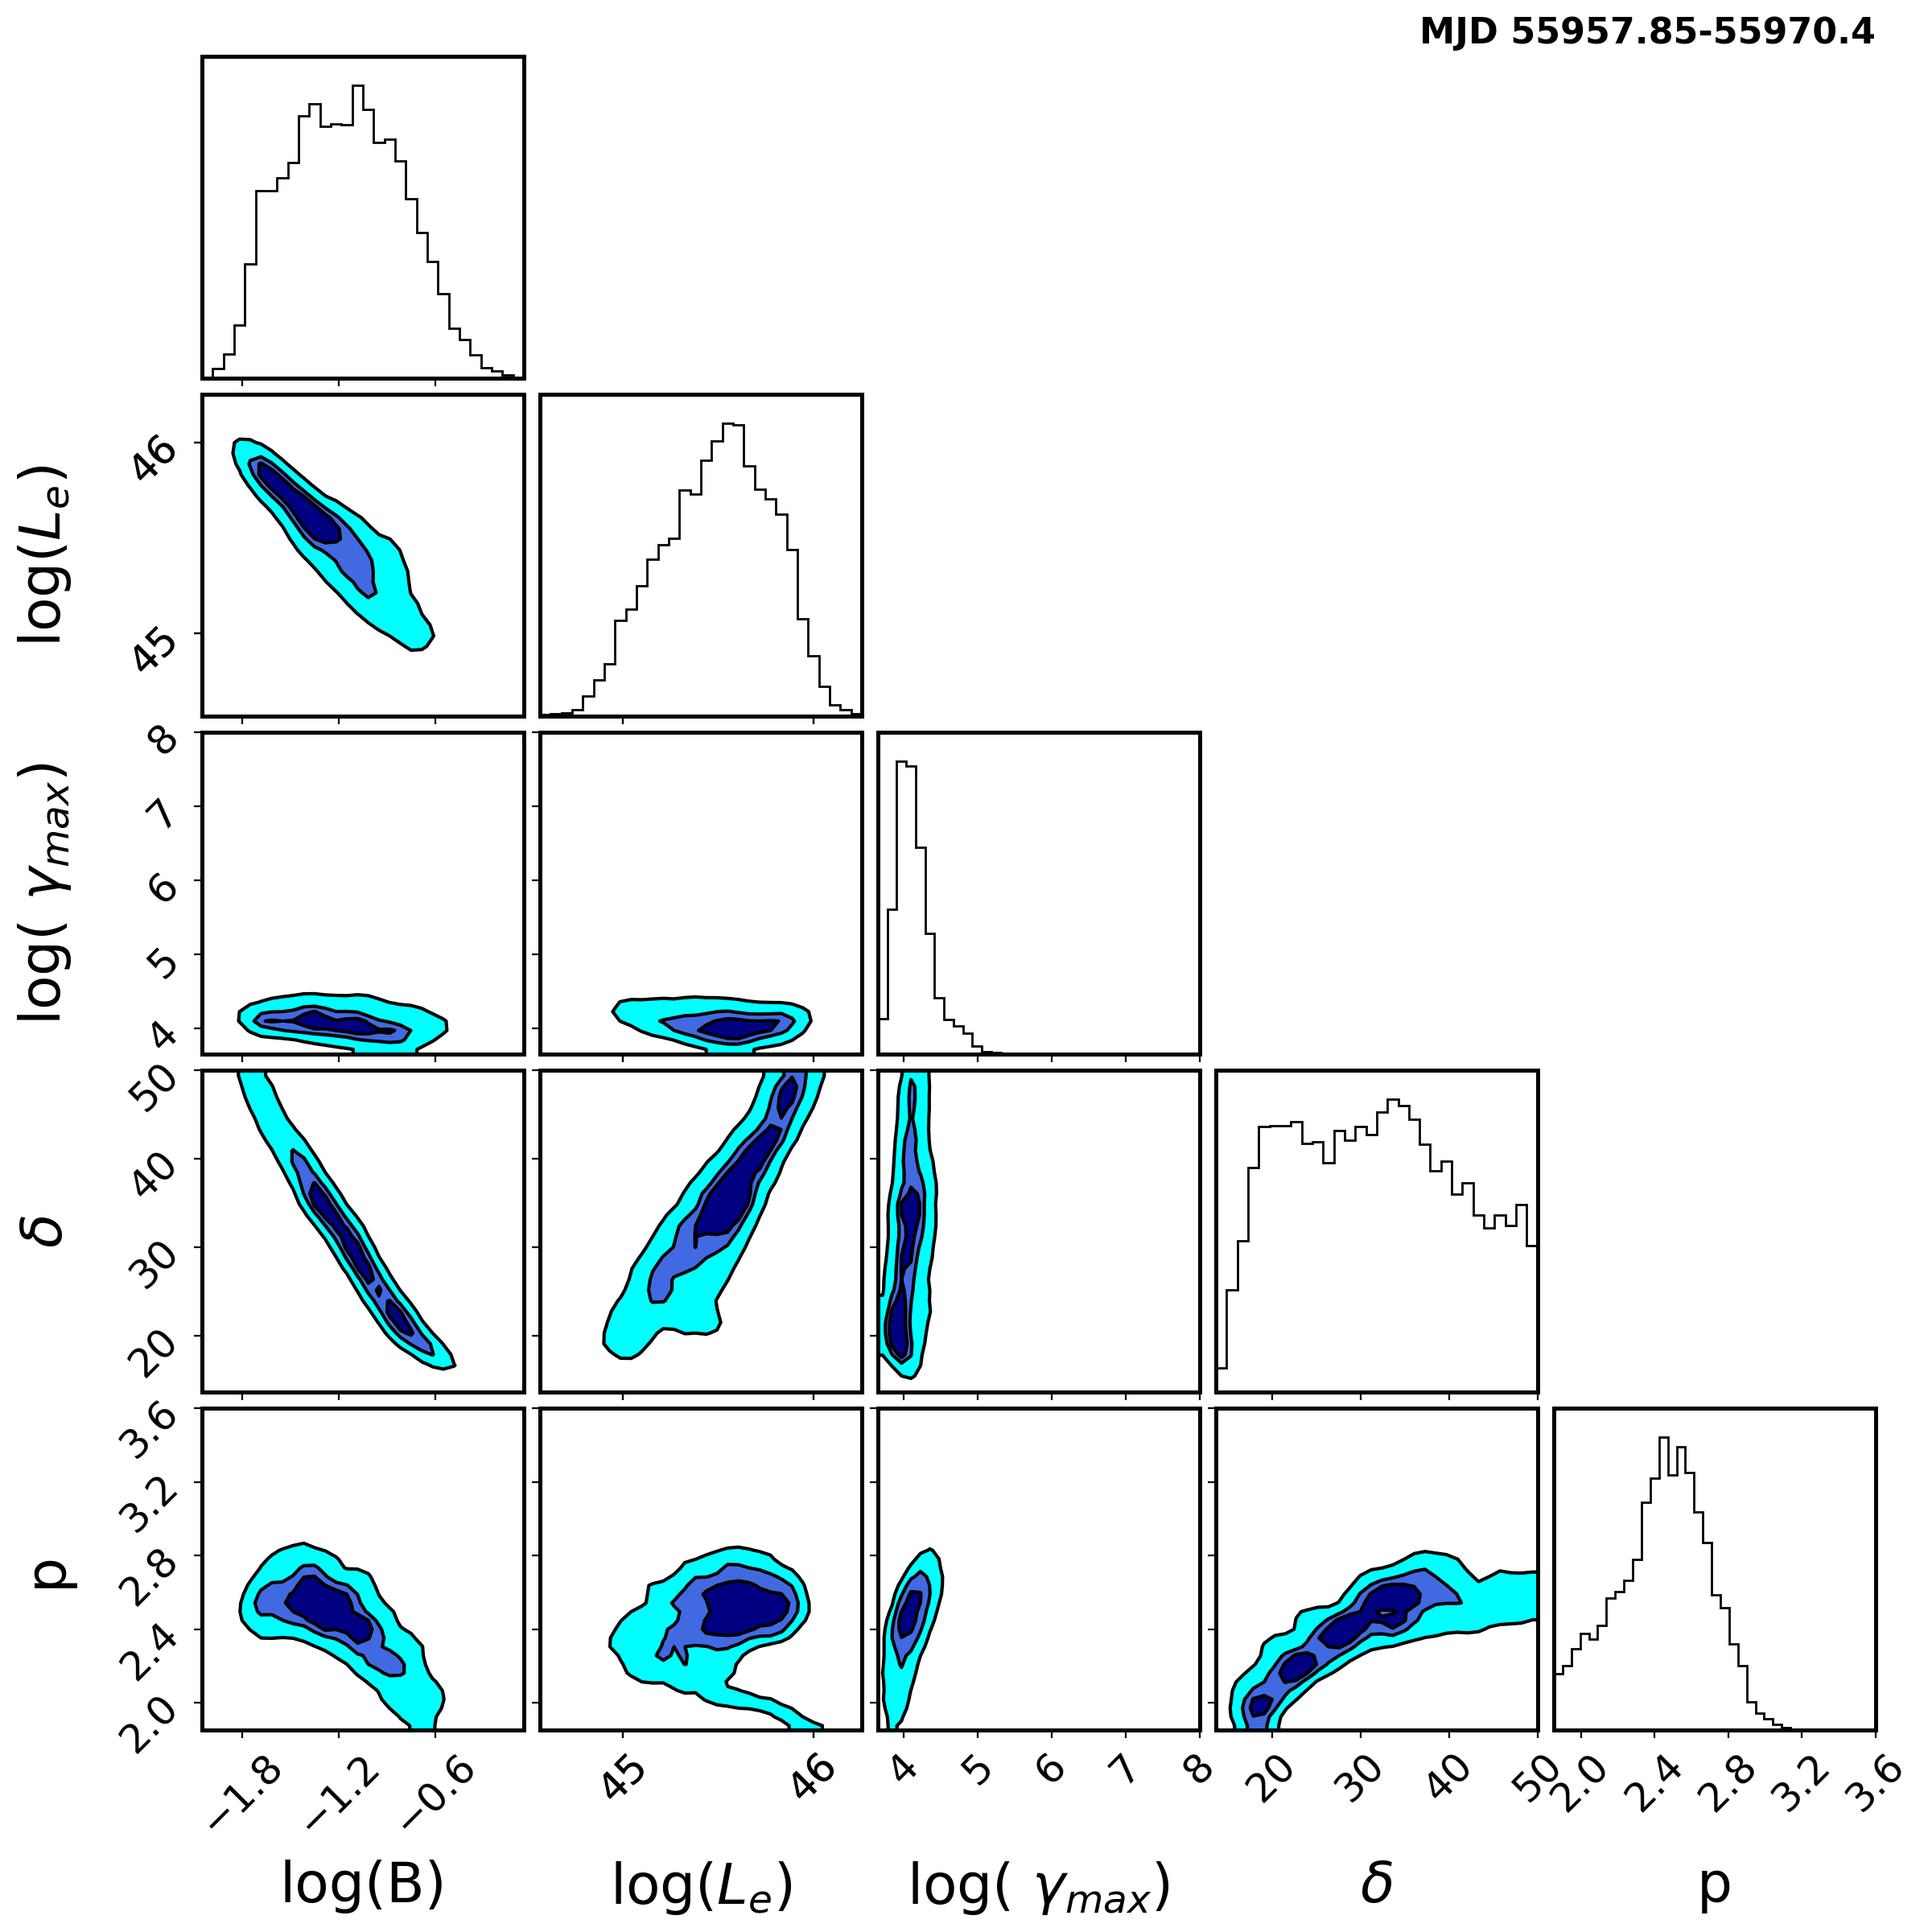 MJD 55957.85-55970.4
log(Lₑ)
46
45
log( γₘₐₓ)
8
7
6
5
4
δ
50
40
30
20
p
3.6
3.2
2.8
2.4
2.0
−1.8 −1.2 −0.6 45 46 4 5 6 7 8 20 30 40 50 2.0 2.4 2.8 3.2 3.6
log(B) log(Lₑ) log( γₘₐₓ) δ p